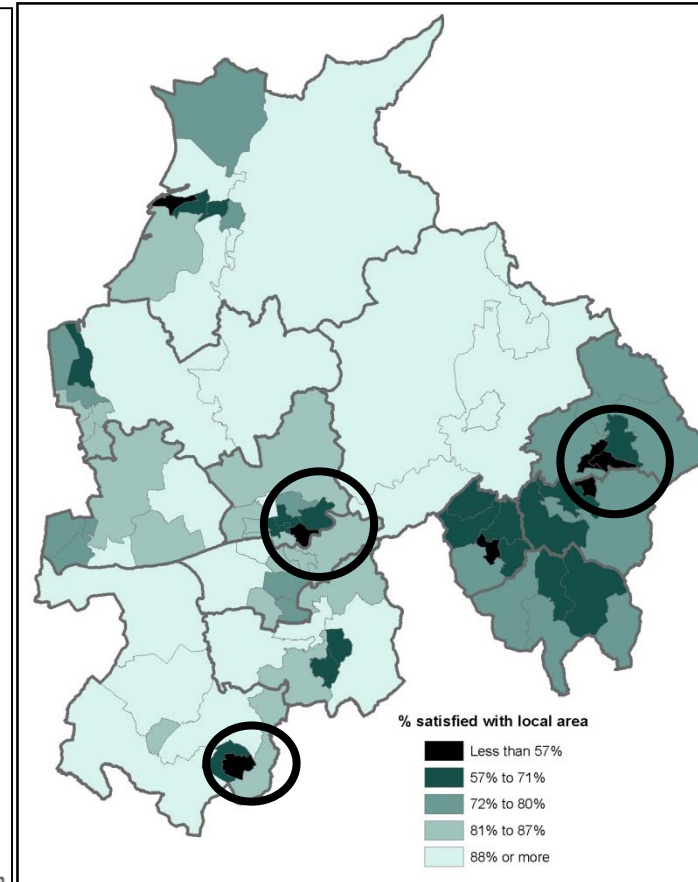 % satisfied with local area
Less than 57%
57% to 71%
72% to 80%
81% to 87%
88% or more